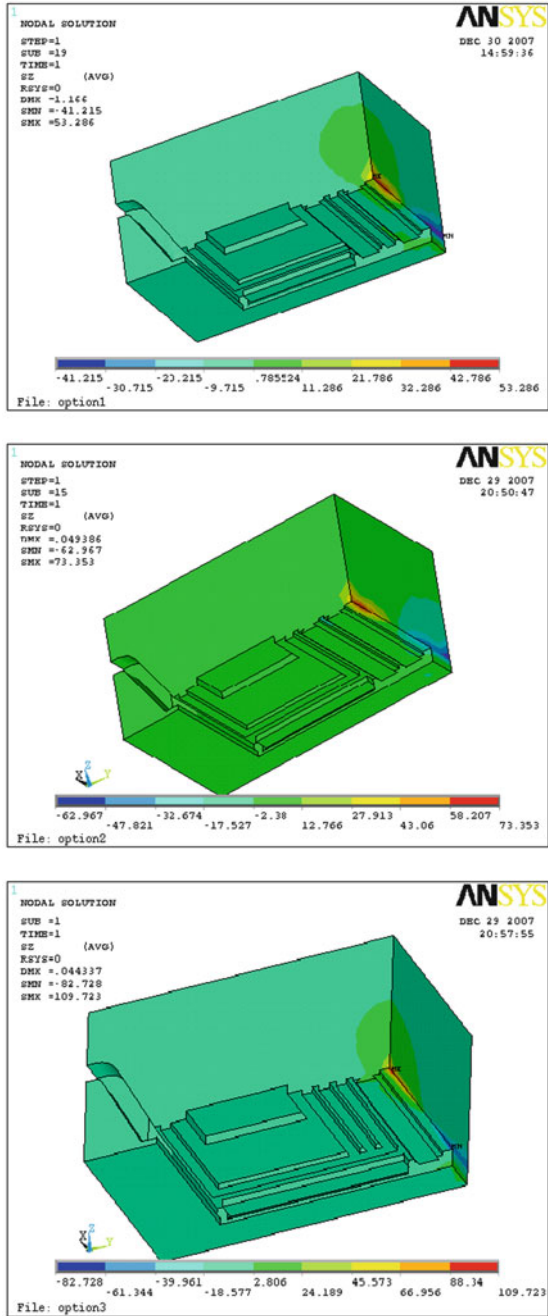 1
NODAL SOLUTION
STEP=1
SUB =19
TIME=1
SZ (AVG)
RSYS=0
DMX =1.166
SMN =-41.215
SMX =53.286
ANSYS
DEC 30 2007
14:59:36
MX
MN
-41.215 -30.715 -20.215 -9.715 .785524 11.286 21.786 32.286 42.786 53.286
File: option1
1
NODAL SOLUTION
STEP=1
SUB =15
TIME=1
SZ (AVG)
RSYS=0
DMX =.049386
SMN =-62.967
SMX =73.353
ANSYS
DEC 29 2007
20:50:47
X Z Y
-62.967 -47.821 -32.674 -17.527 -2.38 12.766 27.913 43.06 58.207 73.353
File: option2
1
NODAL SOLUTION
SUB =1
TIME=1
SZ (AVG)
RSYS=0
DMX =.044337
SMN =-82.728
SMX =109.723
ANSYS
DEC 29 2007
20:57:55
MX
MN
X Z Y
-82.728 -61.344 -39.961 -18.577 2.806 24.189 45.573 66.956 88.34 109.723
File: option3